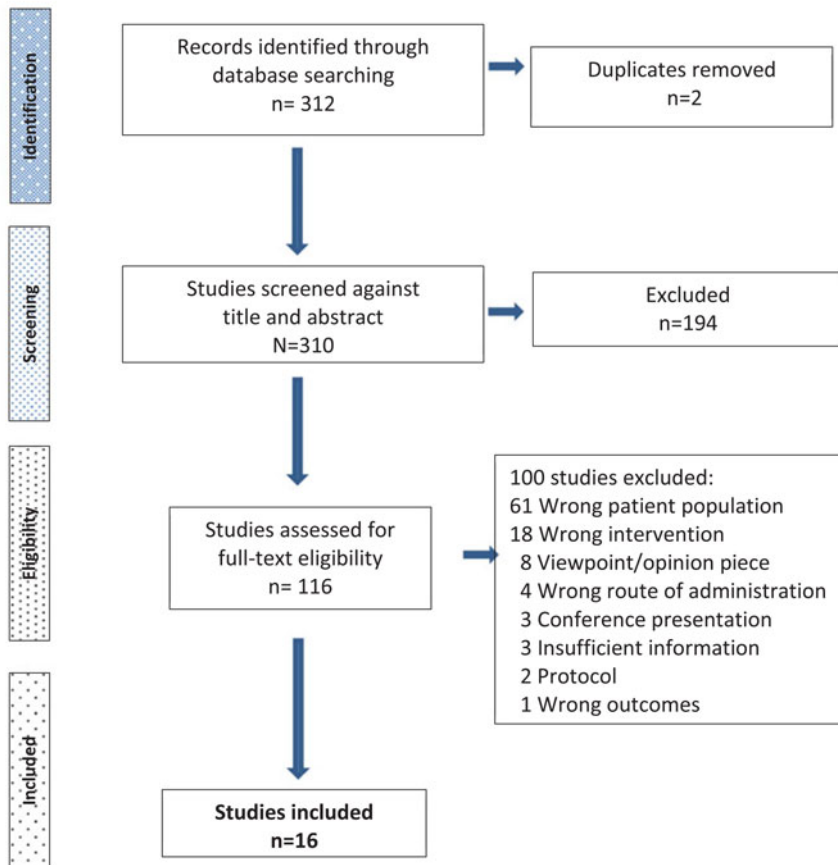 Identification
Records identified through
database searching
n= 312
Duplicates removed
n=2
Screening
Studies screened against
title and abstract
N=310
Excluded
n=194
Eligibility
Studies assessed for
full-text eligibility
n= 116
100 studies excluded:
61 Wrong patient population
18 Wrong intervention
8 Viewpoint/opinion piece
4 Wrong route of administration
3 Conference presentation
3 Insufficient information
2 Protocol
1 Wrong outcomes
Included
Studies included
n=16